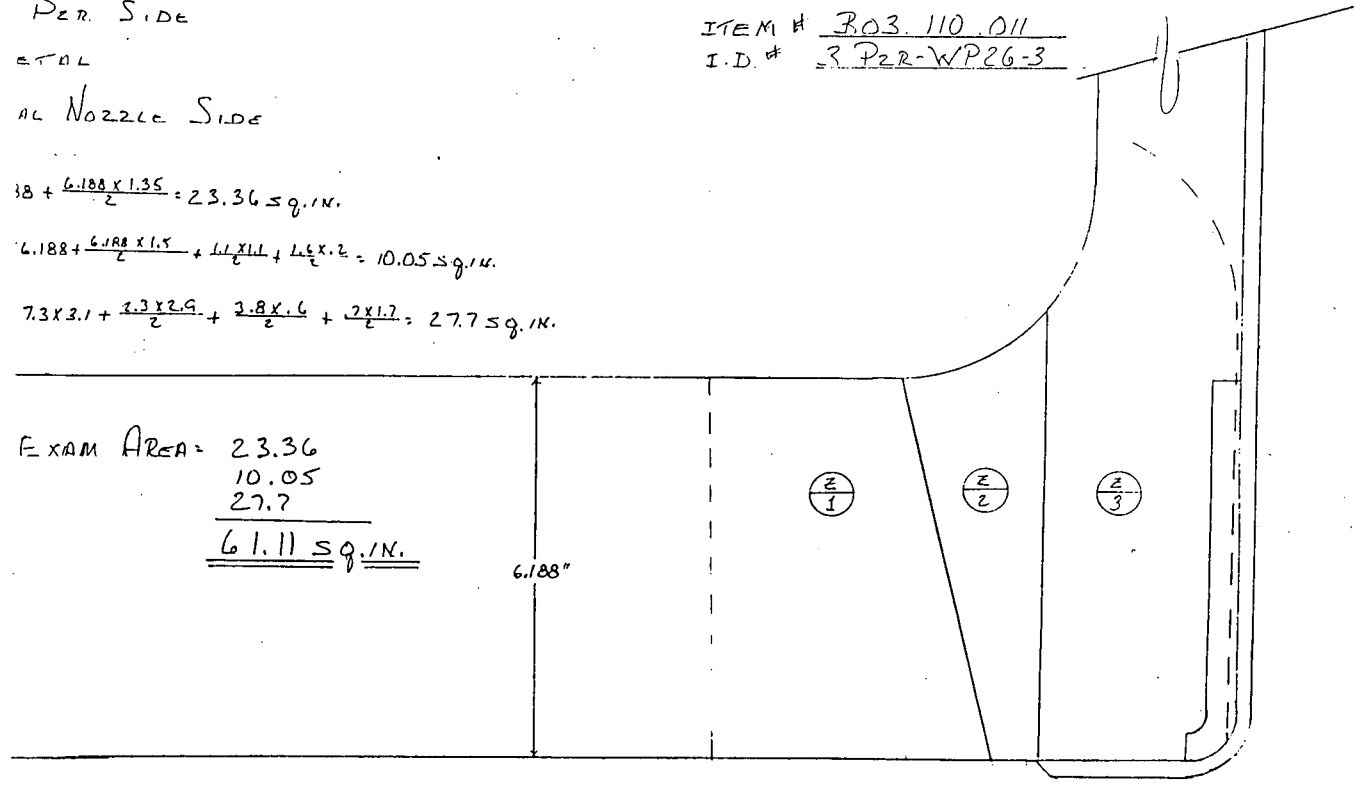 PZR. SIDE
ETAL
AL NOZZLE SIDE
ITEM # B03.110.011
I.D. # 3 PZR-WP26-3
38 + 6.188 X 1.35 / 2 = 23.36 SQ.IN.
6.188 + 6.188 X 1.5 / 2 + 1.1 X 1.1 / 2 + 1.6 X .2 / 2 = 10.05 SQ.IN.
7.3 X 3.1 + 2.3 X 2.9 / 2 + 3.8 X .6 / 2 + .7 X 1.7 / 2 = 27.7 SQ.IN.
EXAM AREA = 23.36
10.05
27.7
61.11 SQ.IN.
6.188"
Z/1
Z/2
Z/3